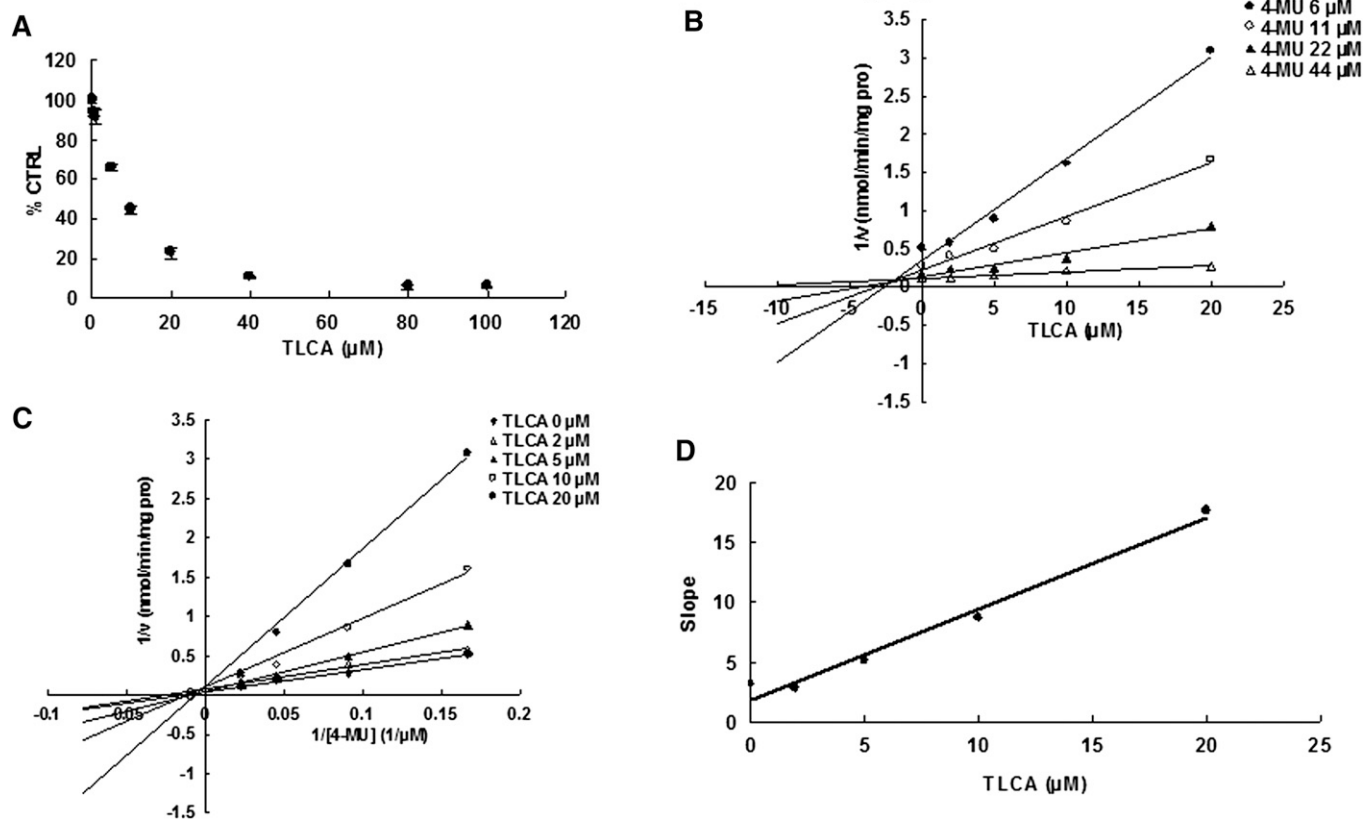 A
120
100
80
60
40
20
0
% CTRL
0 20 40 60 80 100 120
TLCA (µM)
B
4-MU 6 µM
4-MU 11 µM
4-MU 22 µM
4-MU 44 µM
3.5
3
2.5
2
1.5
1
0.5
0
-0.5
-1
-1.5
1/v (nmol/min/mg pro)
-15 -10 -5 5 10 15 20 25
TLCA (µM)
C
TLCA 0 µM
TLCA 2 µM
TLCA 5 µM
TLCA 10 µM
TLCA 20 µM
3.5
3
2.5
2
1.5
1
0.5
-0.5
-1
-1.5
1/v (nmol/min/mg pro)
-0.1 0.05 0 0.05 0.1 0.15 0.2
1/[4-MU] (1/µM)
D
20
15
10
5
0
Slope
0 5 10 15 20 25
TLCA (µM)